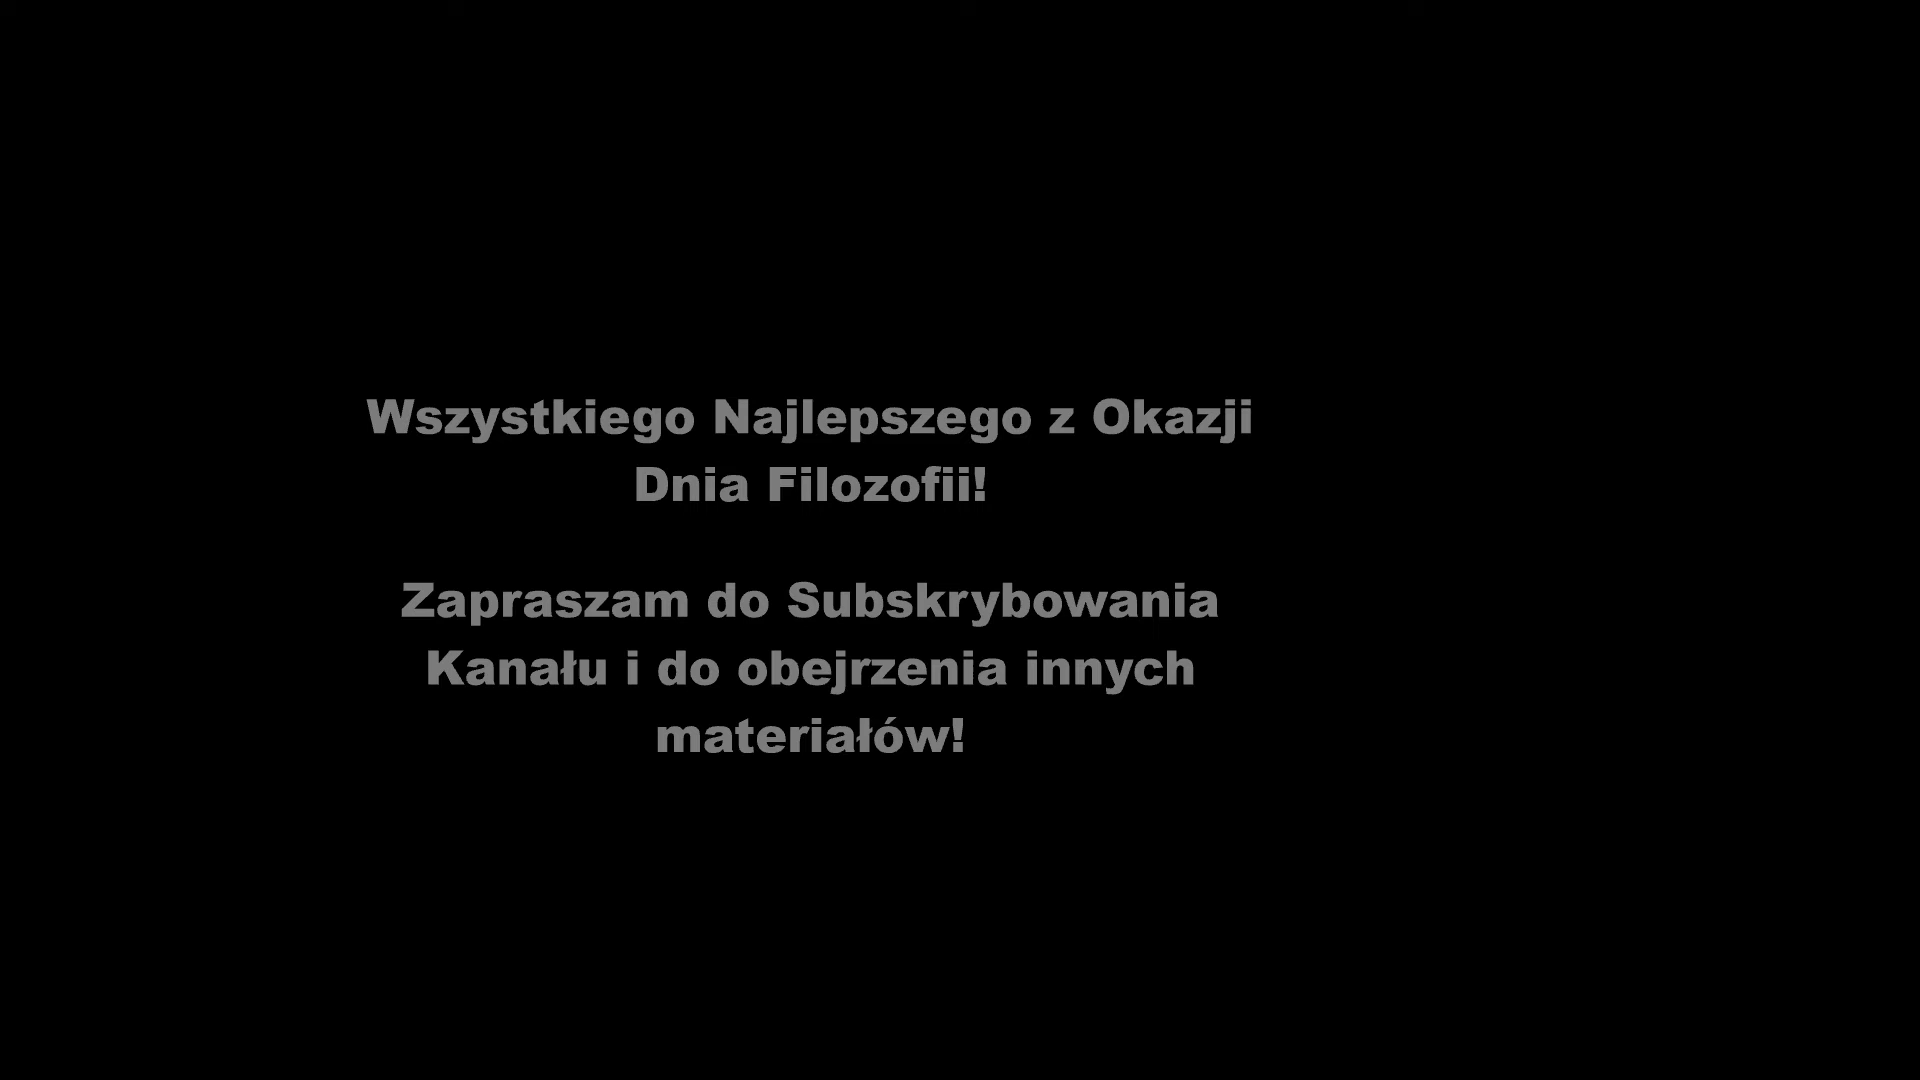 Wszystkiego Najlepszego z Okazji
Dnia Filozofii!
Zapraszam do Subskrybowania
Kanału i do obejrzenia innych
materiałów!